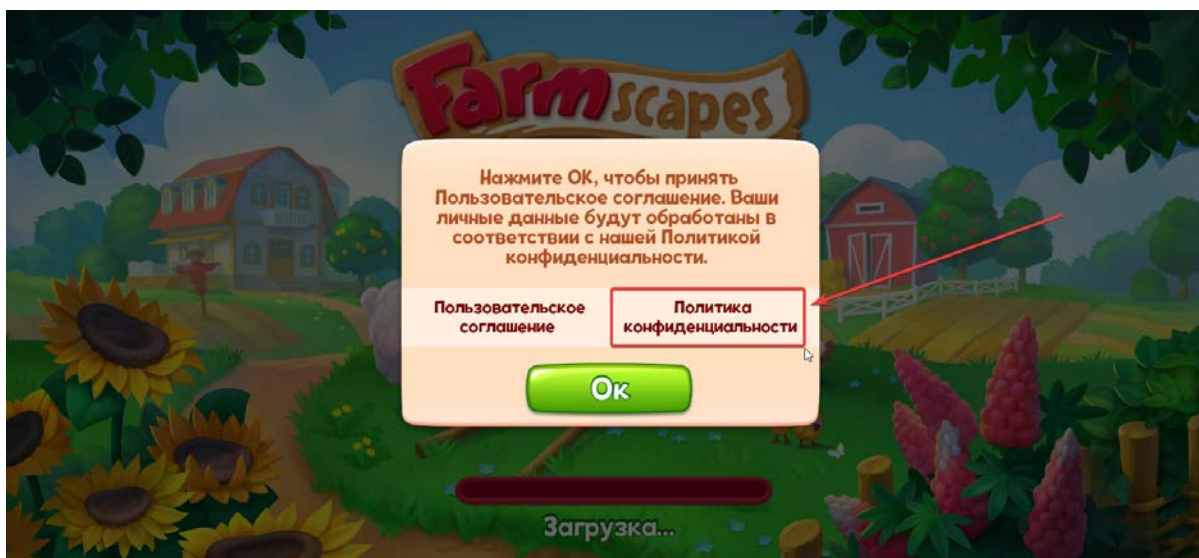 Farmscapes
Нажмите ОК, чтобы принять
Пользовательское соглашение. Ваши
личные данные будут обработаны в
соответствии с нашей Политикой
конфиденциальности.
Пользовательское
соглашение
Политика
конфиденциальности
Ок
Загрузка...